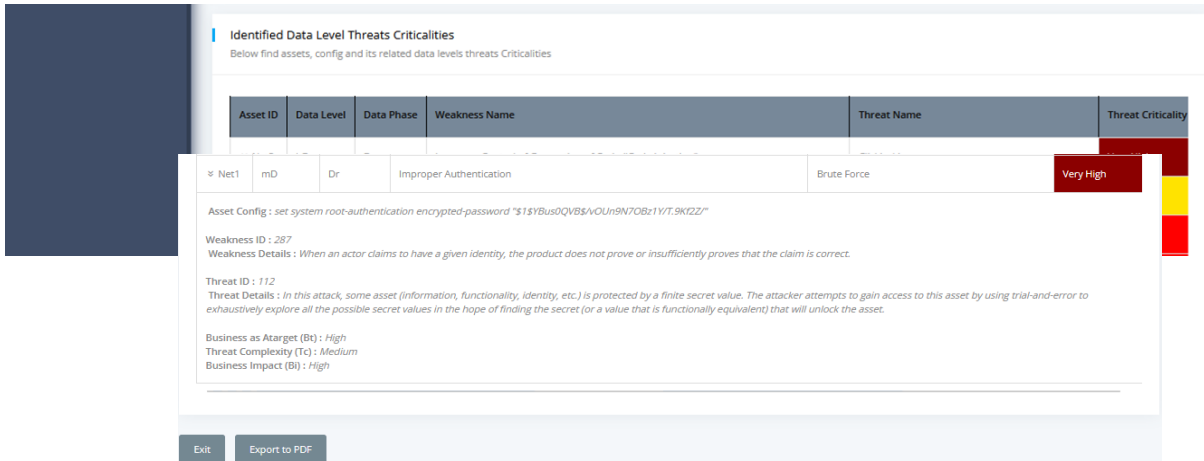 Identified Data Level Threats Criticalities
Below find assets, config and its related data levels threats Criticalities
Asset ID Data Level Data Phase Weakness Name Threat Name Threat Criticality
Net1 mD Dr Improper Authentication Brute Force Very High
Asset Config : set system root-authentication encrypted-password "$1$YBus0QVB$/vOUn9N7OBz1Y/T.9Kf2Z/"
Weakness ID : 287
Weakness Details : When an actor claims to have a given identity, the product does not prove or insufficiently proves that the claim is correct.
Threat ID : 112
Threat Details : In this attack, some asset (information, functionality, identity, etc.) is protected by a finite secret value. The attacker attempts to gain access to this asset by using trial-and-error to
exhaustively explore all the possible secret values in the hope of finding the secret (or a value that is functionally equivalent) that will unlock the asset.
Business as Atarget (Bt) : High
Threat Complexity (Tc) : Medium
Business Impact (Bi) : High
Exit Export to PDF